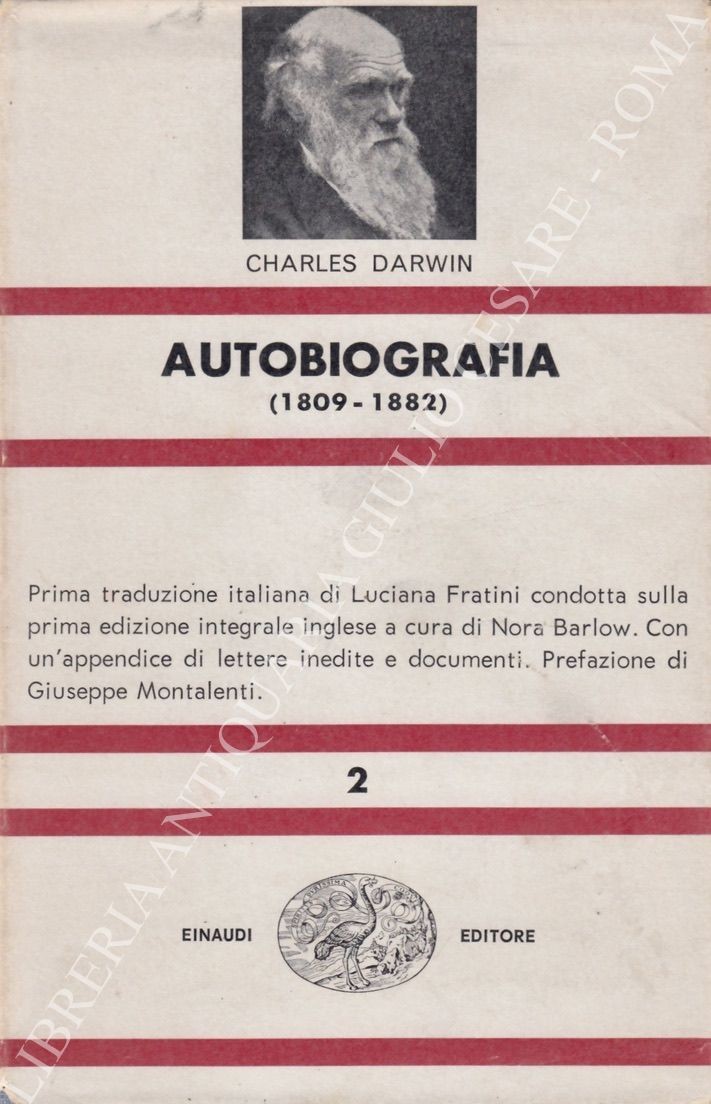 CHARLES DARWIN
AUTOBIOGRAFIA
(1809-1882)
Prima traduzione italiana di Luciana Fratini condotta sulla
prima edizione integrale inglese a cura di Nora Barlow. Con
un'appendice di lettere inedite e documenti. Prefazione di
Giuseppe Montalenti.
2
DURISSIMA COQUIT
EINAUDI EDITORE
LIBRERIA ANTIQUARIA GIULIO CESARE - ROMA